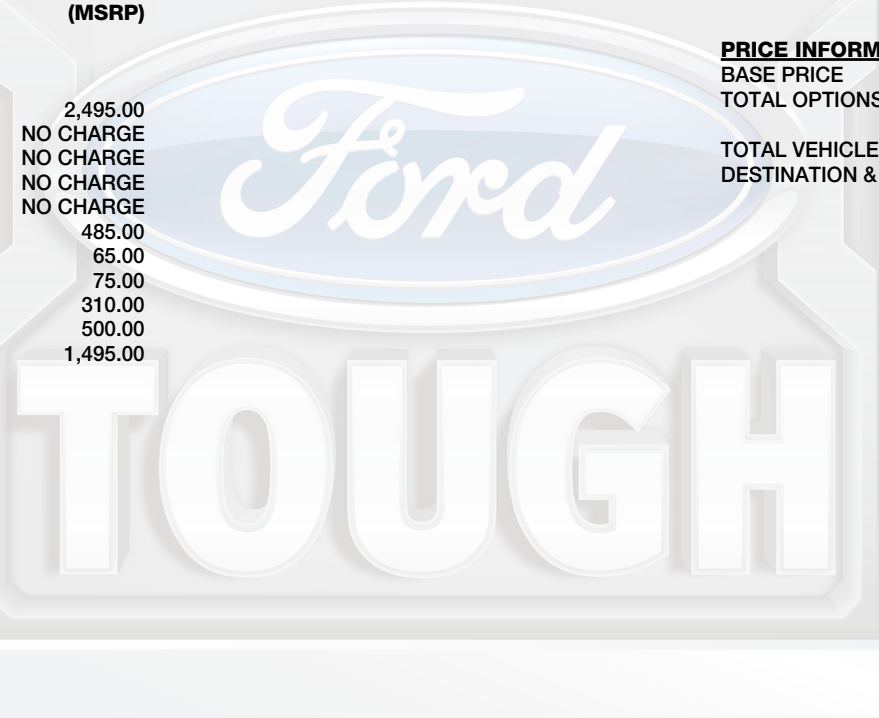 (MSRP)
2,495.00
NO CHARGE
NO CHARGE
NO CHARGE
NO CHARGE
485.00
65.00
75.00
310.00
500.00
1,495.00
PRICE INFORM
BASE PRICE
TOTAL OPTIONS
TOTAL VEHICLE
DESTINATION &
Ford
TOUGH